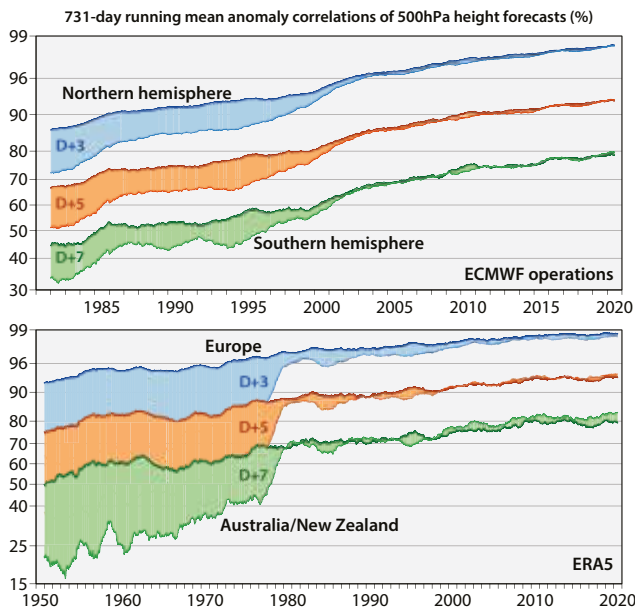 731-day running mean anomaly correlations of 500hPa height forecasts (%)
99
96
90
80
70
60
50
40
30
Northern hemisphere
D+3
D+5
D+7
Southern hemisphere
ECMWF operations
1985 1990 1995 2000 2005 2010 2015 2020
99
96
90
80
70
60
50
40
25
15
Europe
D+3
D+5
D+7
Australia/New Zealand
ERA5
1950 1960 1970 1980 1990 2000 2010 2020